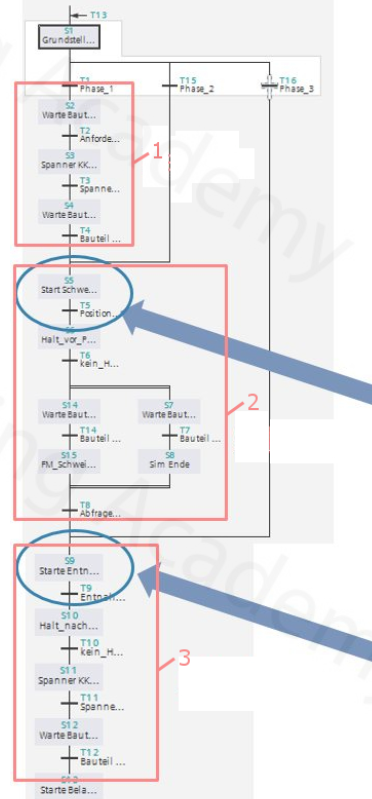 T13
S1
Grundstell...
T1
Phase_1
T15
Phase_2
T16
Phase_3
S2
Warte Baut...
T2
Anforde...
S3
Spanner KK...
1
T3
Spanne...
S4
Warte Baut...
T4
Bauteil ...
S5
Start Schwe...
T5
Position...
Halt_vor_P...
T6
kein_H...
S14
Warte Baut...
S7
Warte Baut...
2
T14
Bauteil ...
T7
Bauteil ...
S15
PM_Schwei...
S8
Sim Ende
T8
Abfrage...
S9
Starte Entn...
T9
Entnah...
S10
Halt_nach...
T10
kein_H...
3
S11
Spanner KK...
T11
Spanne...
S12
Warte Baut...
T12
Bauteil ...
S13
Starte Bela...
Academy